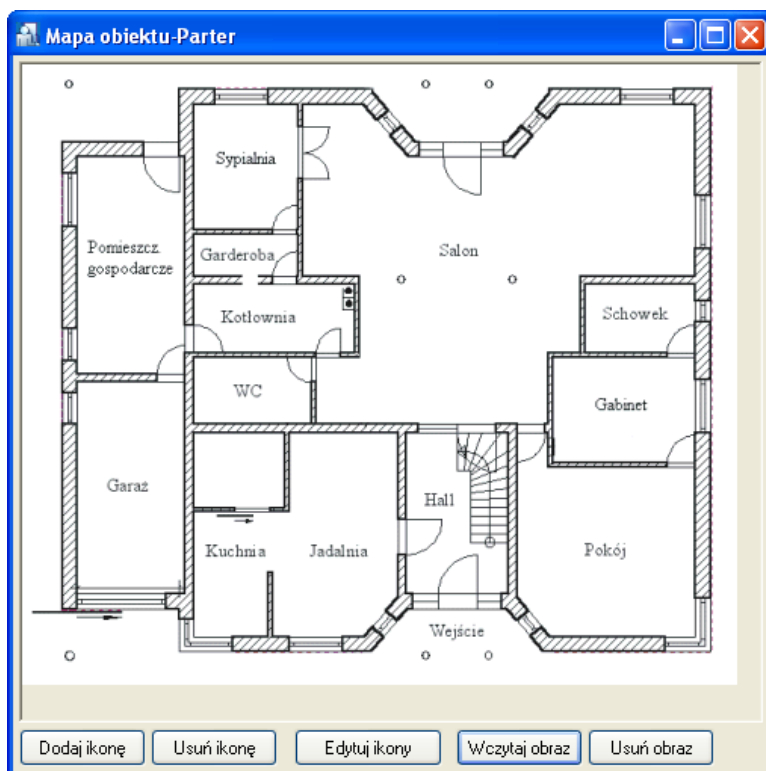 Mapa obiektu-Parter
Sypialnia
Pomieszcz.
gospodarcze
Garderoba
Salon
Kotłownia
Schowek
WC
Gabinet
Garaż
Hall
Kuchnia
Jadalnia
Pokój
Wejście
Dodaj ikonę
Usuń ikonę
Edytuj ikony
Wczytaj obraz
Usuń obraz